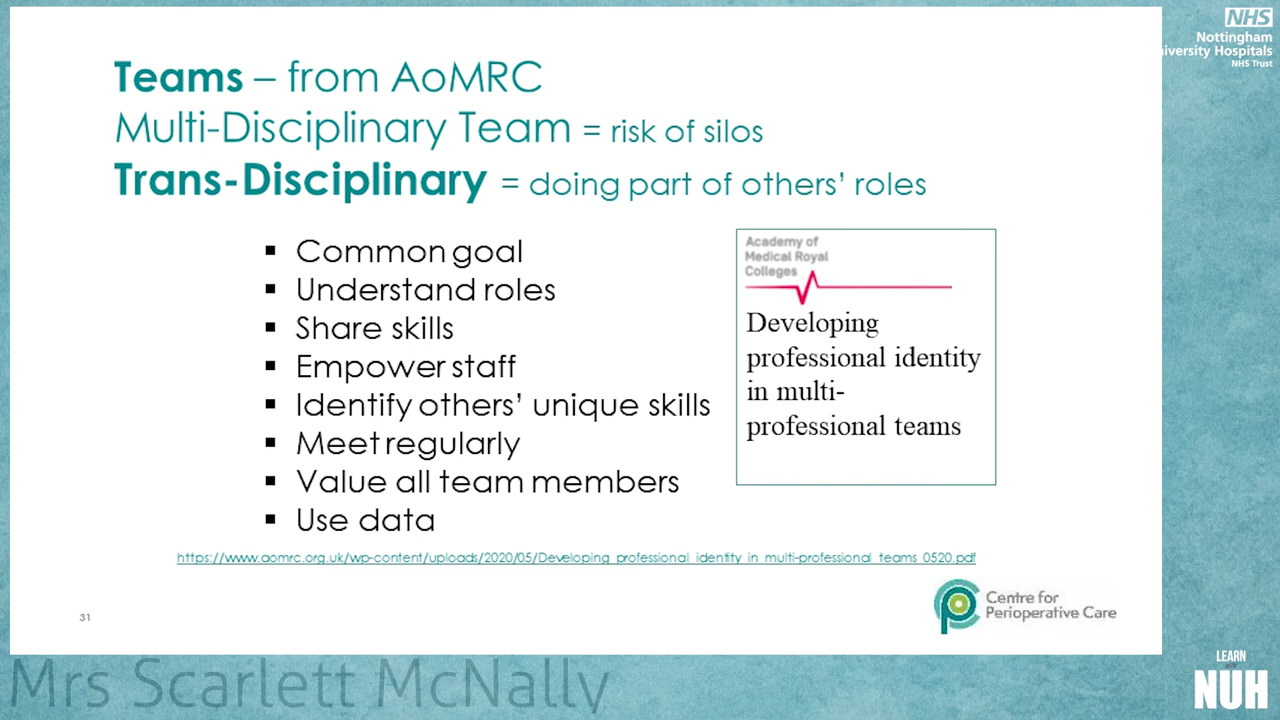 NHS
Nottingham
University Hospitals
NHS Trust
Teams – from AoMRC
Multi-Disciplinary Team = risk of silos
Trans-Disciplinary = doing part of others’ roles
▪ Common goal
▪ Understand roles
▪ Share skills
▪ Empower staff
▪ Identify others’ unique skills
▪ Meet regularly
▪ Value all team members
▪ Use data
Academy of
Medical Royal
Colleges
Developing
professional identity
in multi-
professional teams
https://www.aomrc.org.uk/wp-content/uploads/2020/05/Developing_professional_identity_in_multi-professional_teams_0520.pdf
31
Centre for
Perioperative Care
Mrs Scarlett McNally
LEARN
NUH